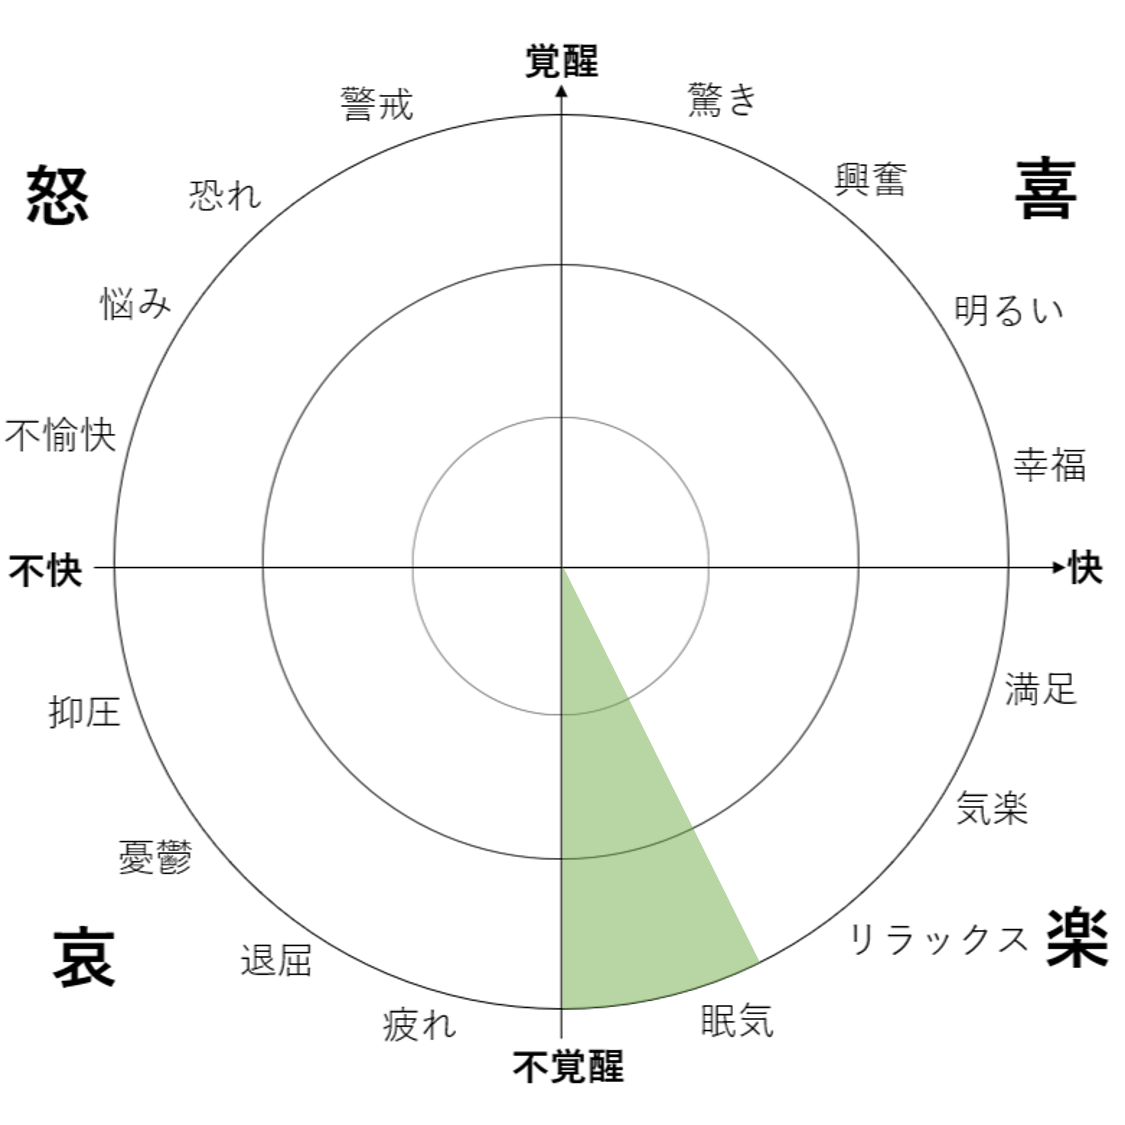 覚醒
警戒
驚き
怒
恐れ
興奮
喜
悩み
明るい
不愉快
幸福
不快
快
抑圧
満足
憂鬱
気楽
哀
退屈
リラックス
楽
疲れ
眠気
不覚醒